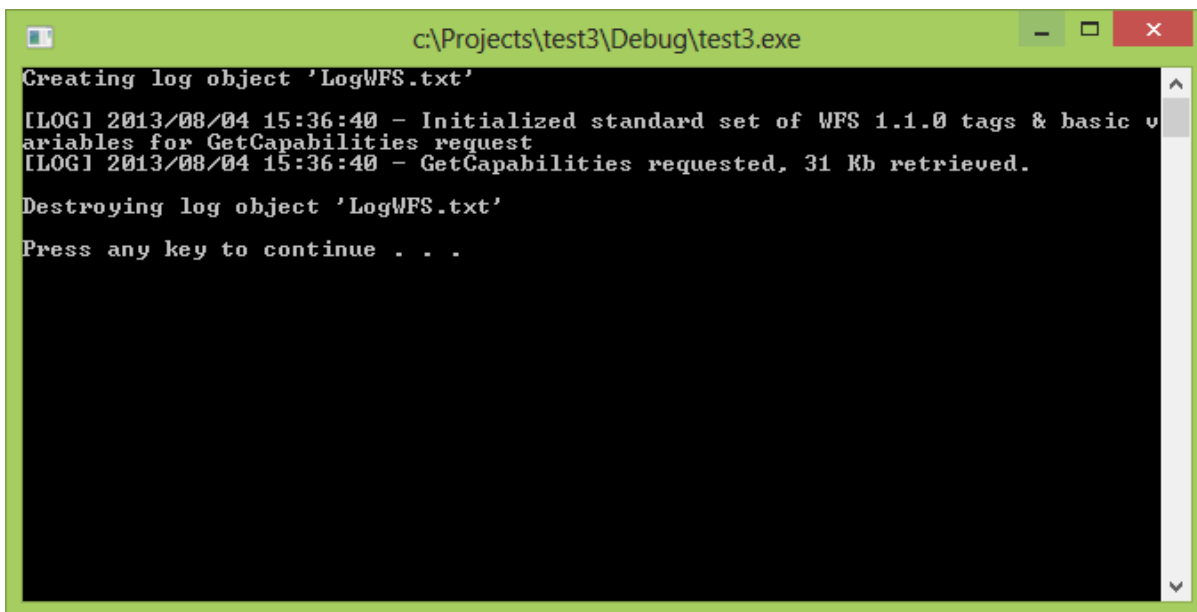 c:\Projects\test3\Debug\test3.exe
Creating log object 'LogWFS.txt'
[LOG] 2013/08/04 15:36:40 - Initialized standard set of WFS 1.1.0 tags & basic v
ariables for GetCapabilities request
[LOG] 2013/08/04 15:36:40 - GetCapabilities requested, 31 Kb retrieved.
Destroying log object 'LogWFS.txt'
Press any key to continue . . .